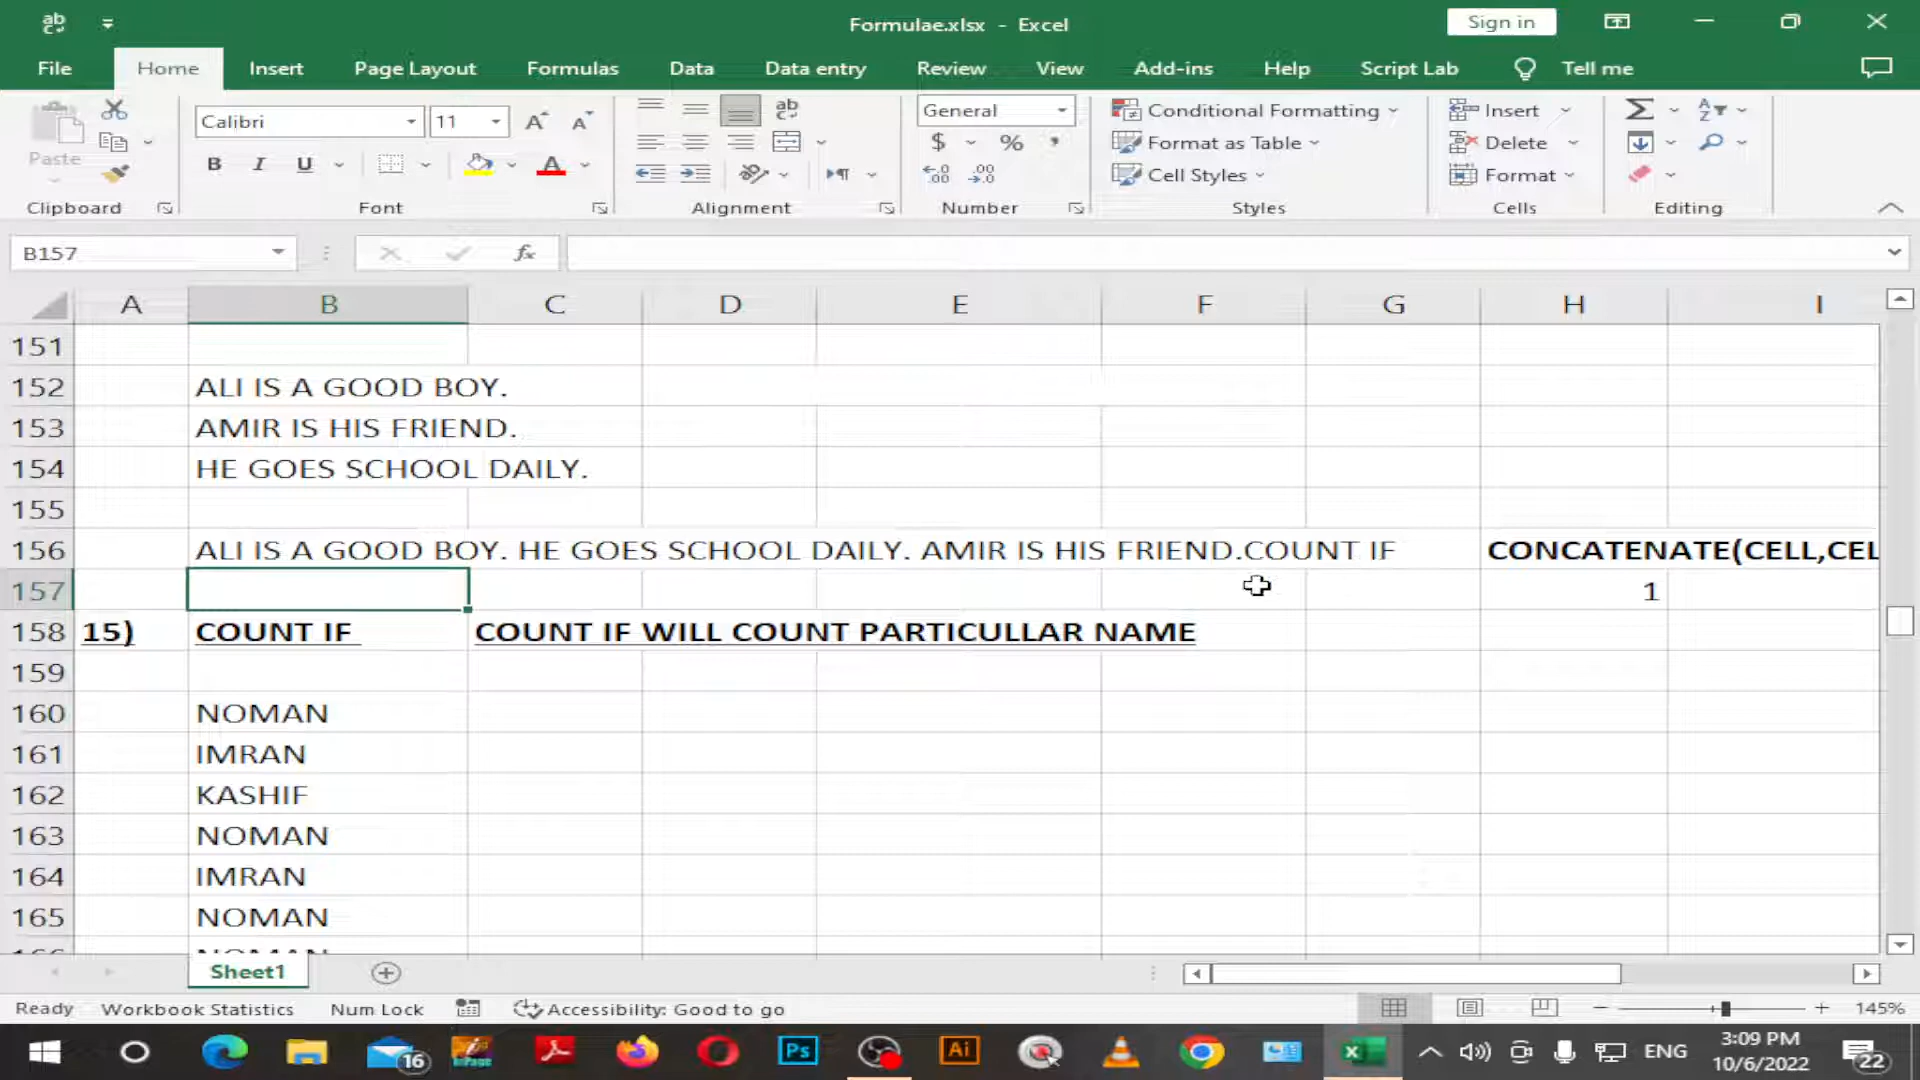 Formulae.xlsx - Excel
Sign in
File Home Insert Page Layout Formulas Data Data entry Review View Add-ins Help Script Lab Tell me
Paste
Calibri 11
General
Conditional Formatting
Format as Table
Cell Styles
Insert
Delete
Format
Clipboard Font Alignment Number Styles Cells Editing
B157
fx
A B C D E F G H I
151
152 ALI IS A GOOD BOY.
153 AMIR IS HIS FRIEND.
154 HE GOES SCHOOL DAILY.
155
156 ALI IS A GOOD BOY. HE GOES SCHOOL DAILY. AMIR IS HIS FRIEND.COUNT IF CONCATENATE(CELL,CEL
157 1
158 15) COUNT IF COUNT IF WILL COUNT PARTICULLAR NAME
159
160 NOMAN
161 IMRAN
162 KASHIF
163 NOMAN
164 IMRAN
165 NOMAN
Sheet1
Ready Workbook Statistics Num Lock Accessibility: Good to go 145%
16 Ps Ai ENG 3:09 PM
10/6/2022 22